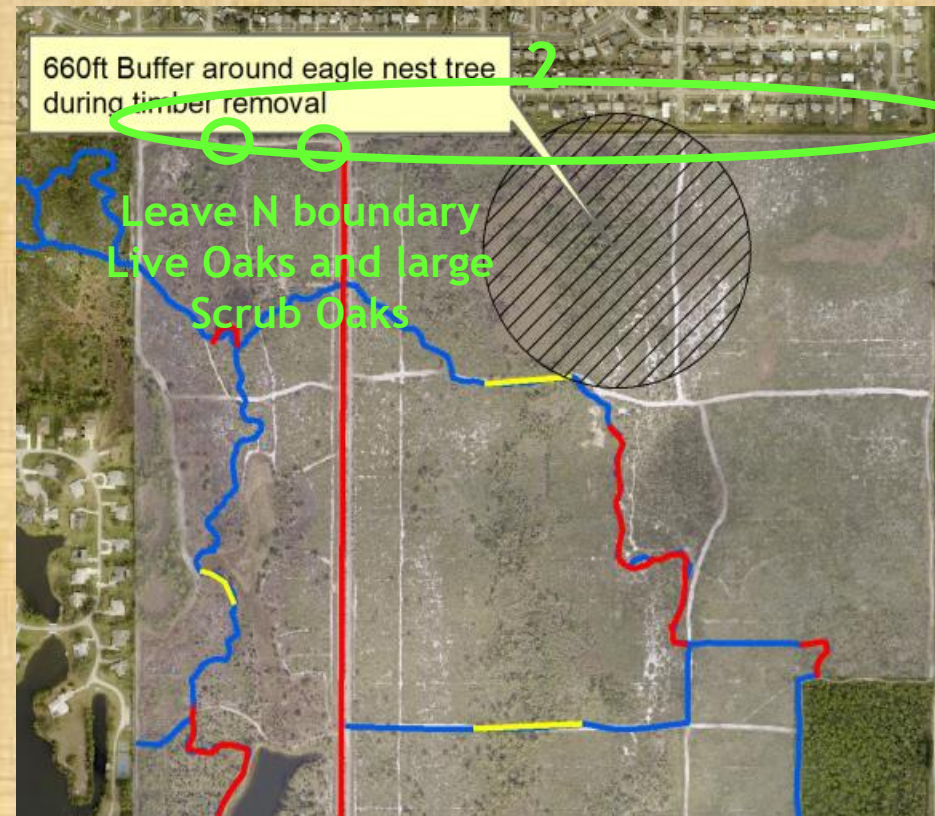 660ft Buffer around eagle nest tree
during timber removal
2
Leave N boundary
Live Oaks and large
Scrub Oaks